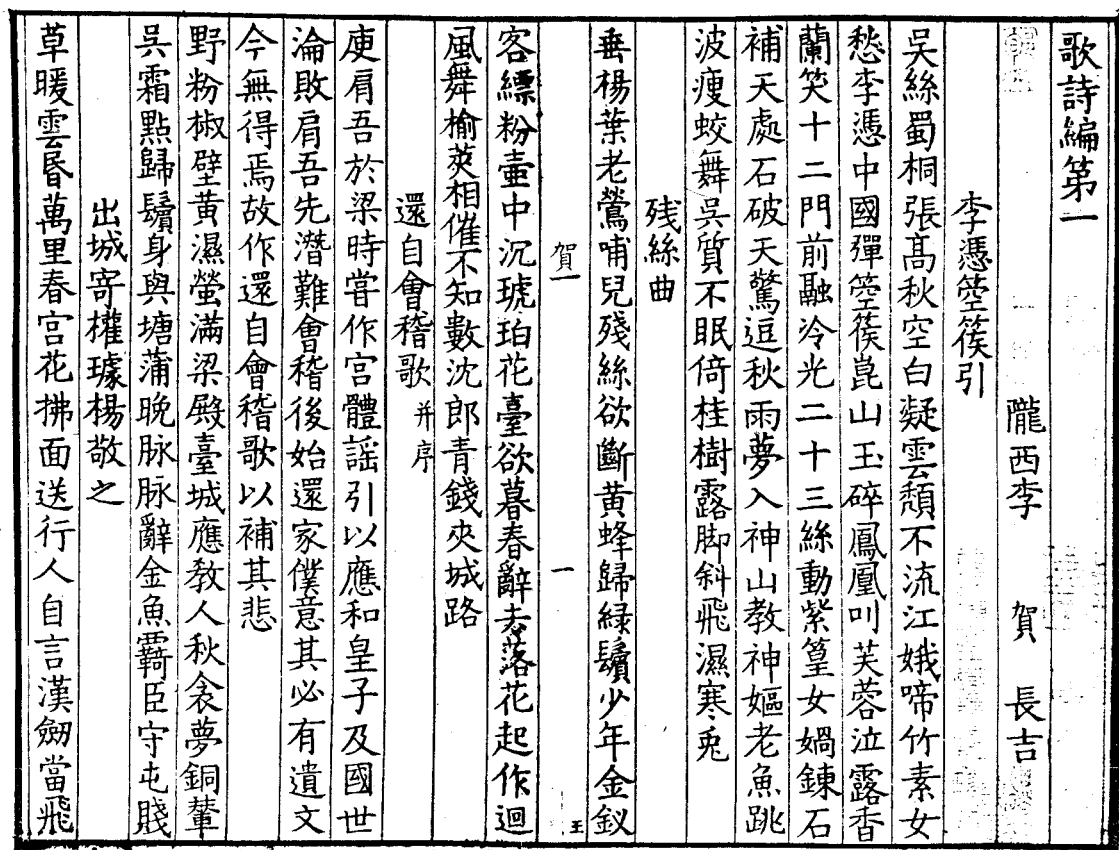 歌詩編第一
隴西李 賀 長吉
李憑箜篌引
吳絲蜀桐張髙秋空白凝雲頹不流江娥啼竹素女
愁李憑中國彈箜篌崑山玉碎鳳凰叫芙蓉泣露香
蘭笑十二門前融冷光二十三絲動紫篁女媧鍊石
補天處石破天驚逗秋雨夢入神山教神嫗老魚跳
波瘦蛟舞吳質不眠倚桂樹露脚斜飛濕寒兎
残絲曲
垂楊葉老鶯哺兒殘絲欲斷黄蜂歸緑鬢少年金釵
賀一
一
王
客縹粉壷中沉琥珀花臺欲暮春辭去落花起作迴
風舞榆莢相催不知數沈郎青錢夾城路
還自會稽歌 并序
庾肩吾於梁時甞作宫體謡引以應和皇子及國世
淪敗肩吾先潛難會稽後始還家僕意其必有遺文
今無得焉故作還自會稽歌以補其悲
野粉椒壁黄濕螢滿梁殿臺城應教人秋衾夢銅輦
吳霜點歸鬢身與塘蒲晚脉脉辭金魚羇臣守屯賤
出城寄權璩楊敬之
草暖雲昏萬里春宫花拂面送行人自言漢劒當飛